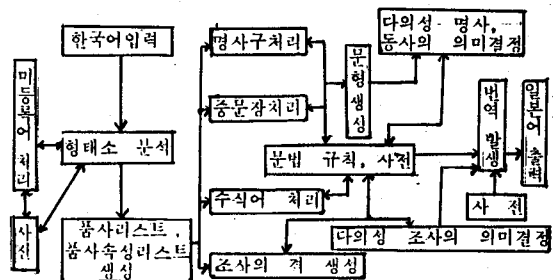 한국어입력
미등록어 처리
형태소 분석
사전
품사리스트,
품사속성리스트
생성
명사구처리
중문장처리
수식어 처리
조사의 격 생성
문형생성
문법 규칙, 사전
다의성 명사,
동사의 의미결정
다의성 조사의 의미결정
번역 발생
사 전
일본어 출력